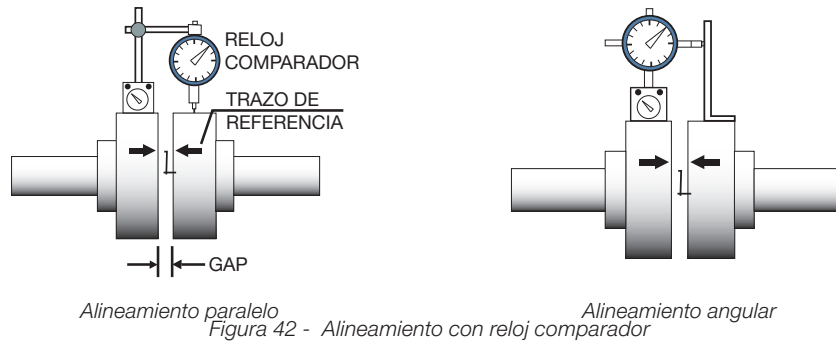 RELOJ
COMPARADOR
TRAZO DE
REFERENCIA
GAP
Alineamiento paralelo
Alineamiento angular
Figura 42 - Alineamiento con reloj comparador